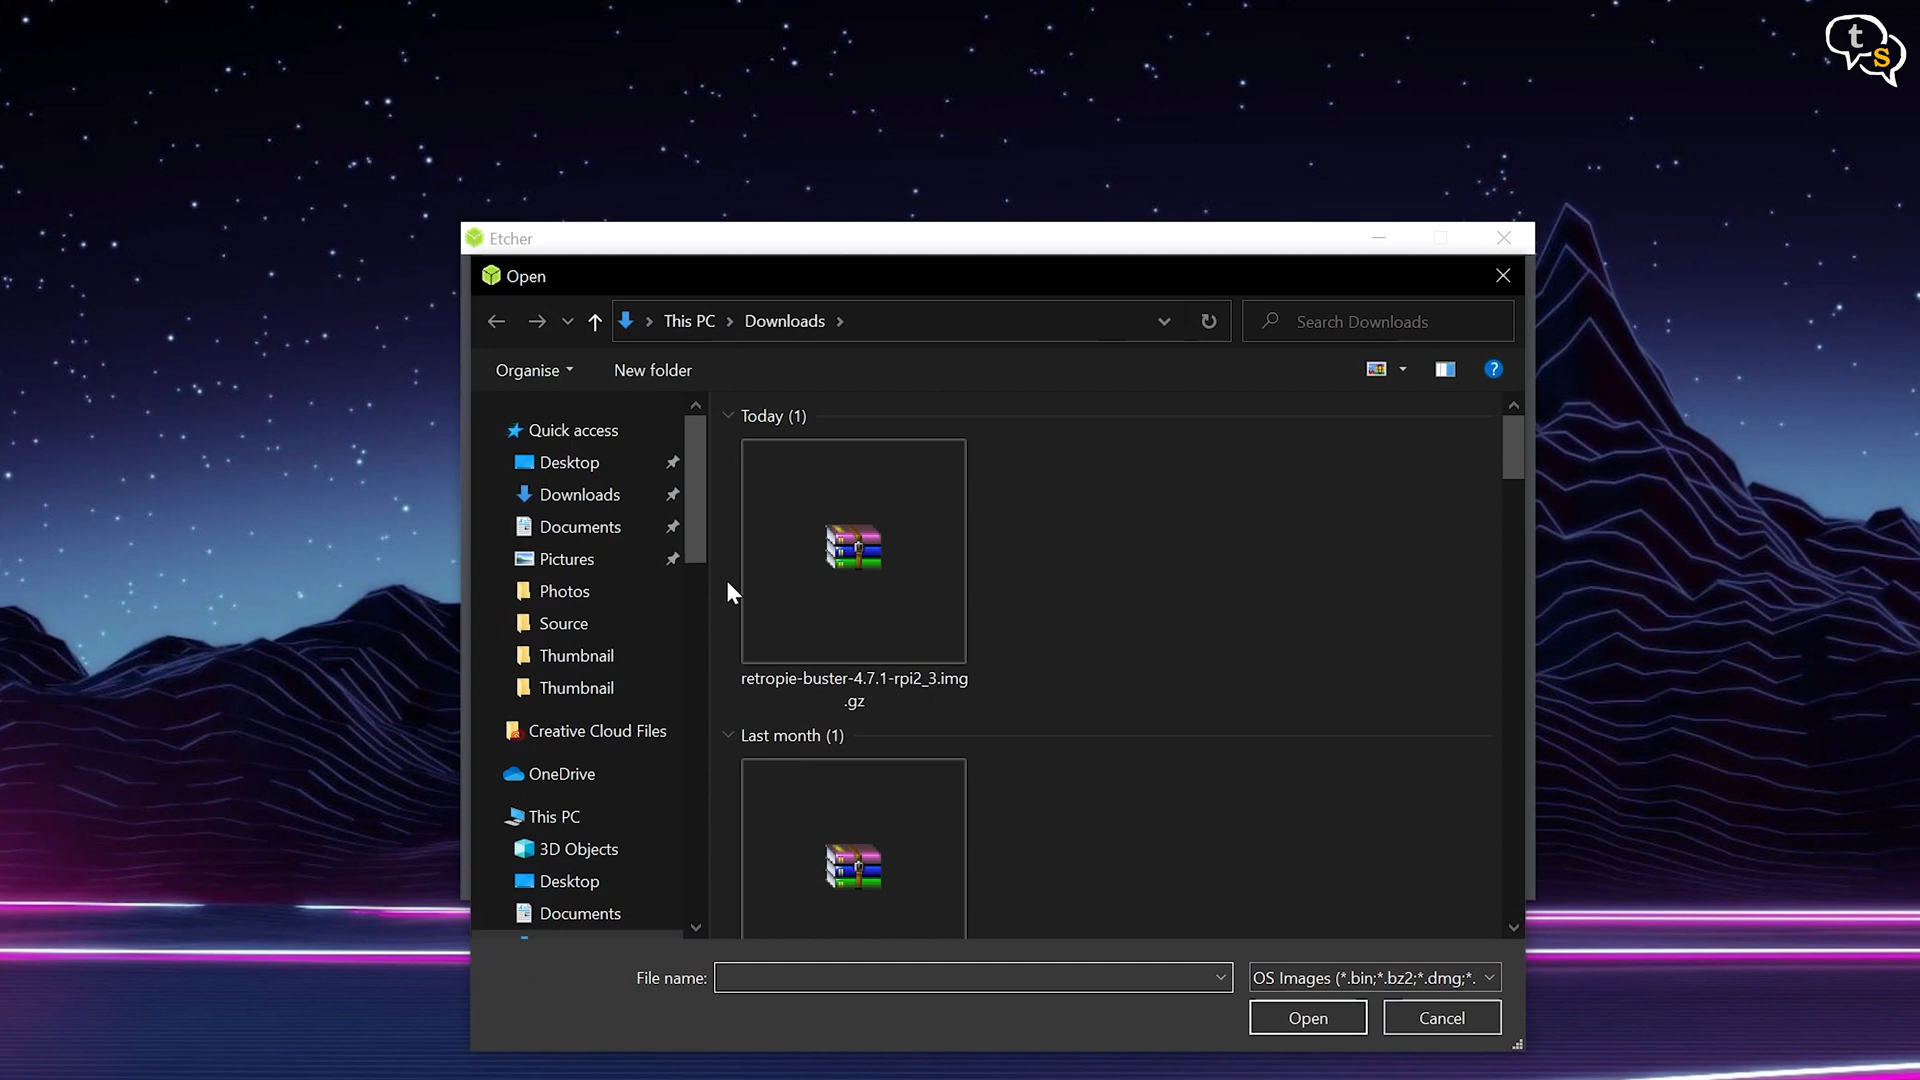 t
s
Etcher
Open
This PC
Downloads
Search Downloads
Organise
New folder
?
Quick access
Desktop
Downloads
Documents
Pictures
Photos
Source
Thumbnail
Thumbnail
Creative Cloud Files
OneDrive
This PC
3D Objects
Desktop
Documents
Today (1)
retropie-buster-4.7.1-rpi2_3.img
.gz
Last month (1)
File name:
OS Images (*.bin;*.bz2;*.dmg;*.
Open
Cancel